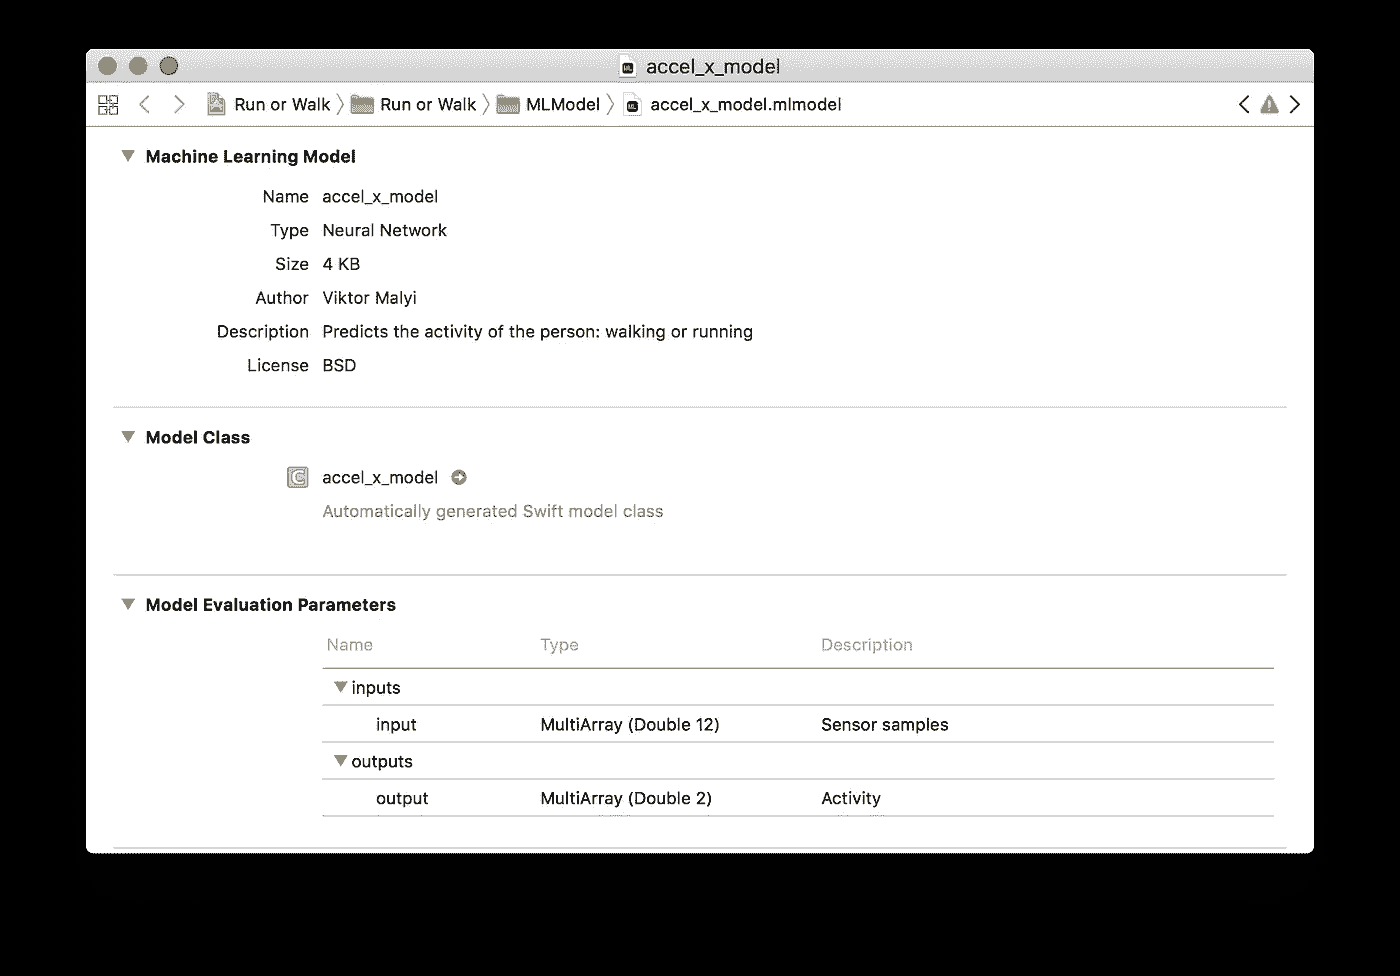 accel_x_model
Run or Walk Run or Walk MLModel accel_x_model.mlmodel
Machine Learning Model
Name accel_x_model
Type Neural Network
Size 4 KB
Author Viktor Malyi
Description Predicts the activity of the person: walking or running
License BSD
Model Class
C accel_x_model
Automatically generated Swift model class
Model Evaluation Parameters
Name Type Description
inputs
input MultiArray (Double 12) Sensor samples
outputs
output MultiArray (Double 2) Activity